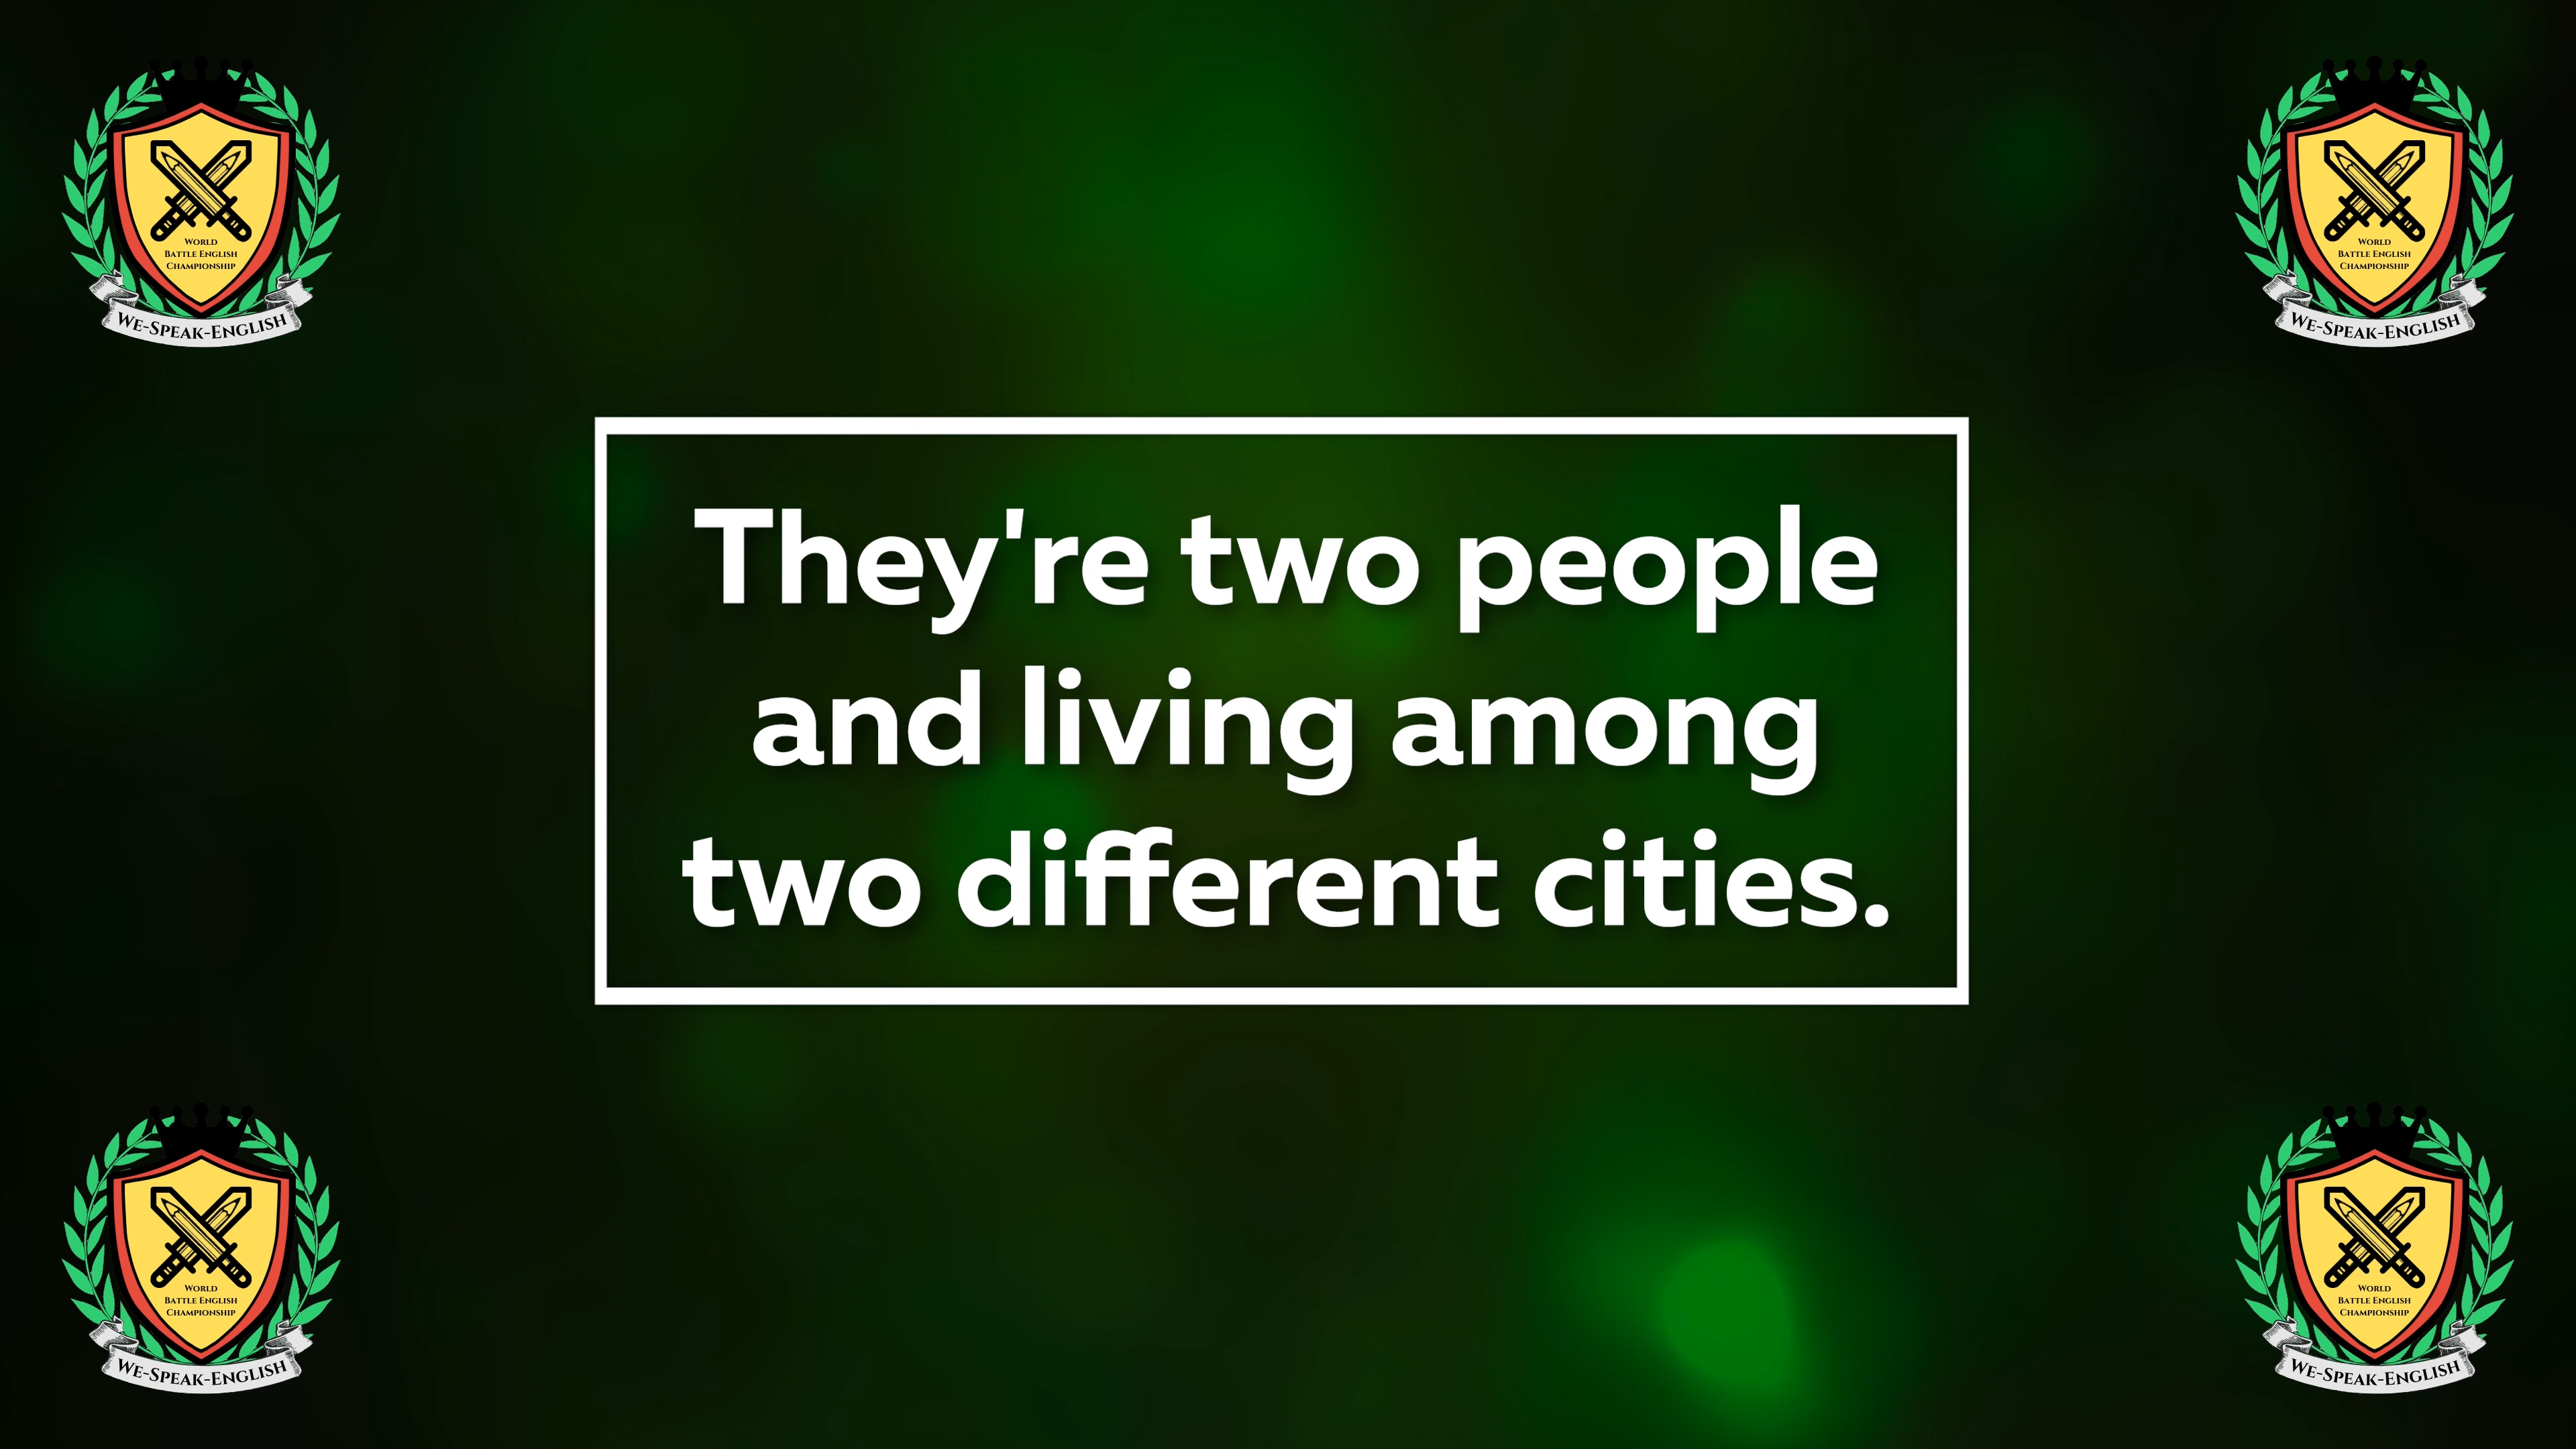 WORLD
BATTLE ENGLISH
CHAMPIONSHIP
WE-SPEAK-ENGLISH
WORLD
BATTLE ENGLISH
CHAMPIONSHIP
WE-SPEAK-ENGLISH
They're two people
and living among
two different cities.
WORLD
BATTLE ENGLISH
CHAMPIONSHIP
WE-SPEAK-ENGLISH
WORLD
BATTLE ENGLISH
CHAMPIONSHIP
WE-SPEAK-ENGLISH